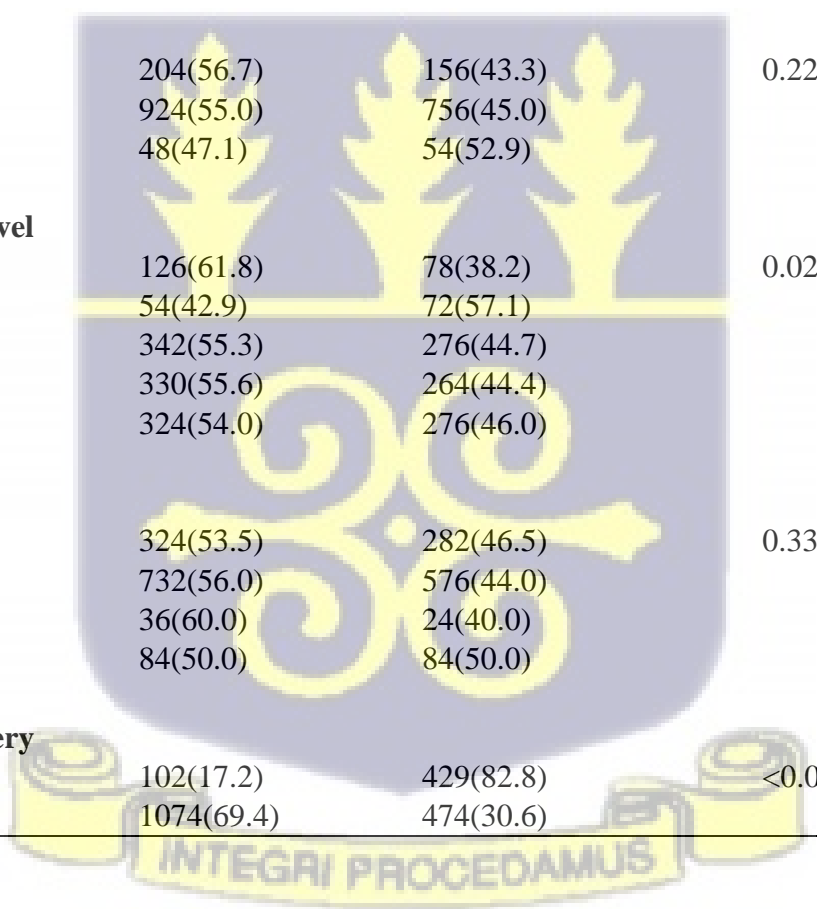 204(56.7) 156(43.3) 0.22
924(55.0) 756(45.0)
48(47.1) 54(52.9)
vel
126(61.8) 78(38.2) 0.02
54(42.9) 72(57.1)
342(55.3) 276(44.7)
330(55.6) 264(44.4)
324(54.0) 276(46.0)
324(53.5) 282(46.5) 0.33
732(56.0) 576(44.0)
36(60.0) 24(40.0)
84(50.0) 84(50.0)
ery
102(17.2) 429(82.8) <0.0
1074(69.4) 474(30.6)
INTEGRI PROCEDAMUS